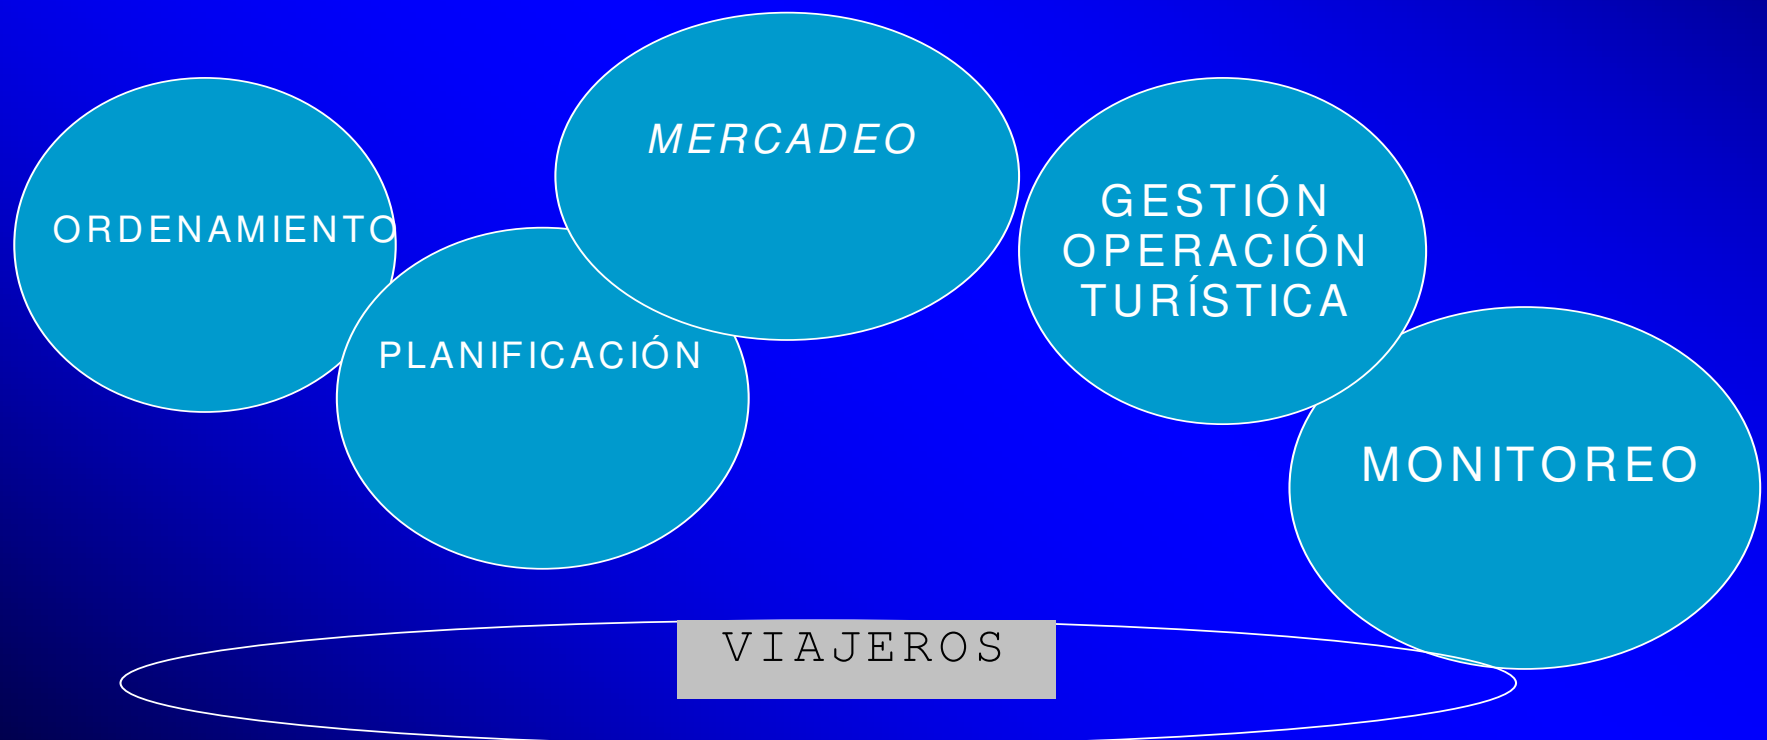 ORDENAMIENTO
PLANIFICACIÓN
MERCADEO
GESTIÓN
OPERACIÓN
TURÍSTICA
MONITOREO
VIAJEROS